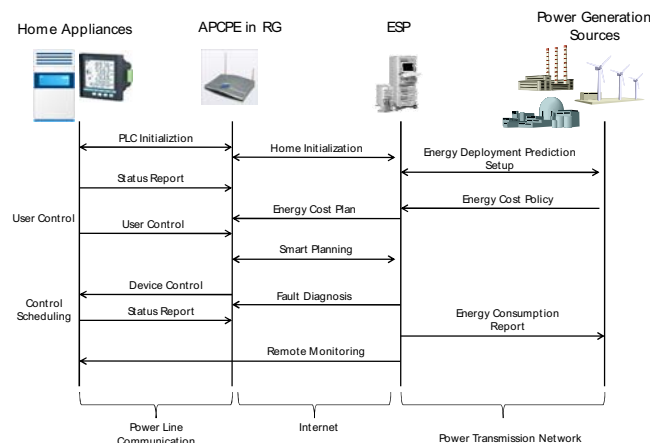 Home Appliances
APCPE in RG
ESP
Power Generation
Sources
PLC Initializtion
Home Initialization
Energy Deployment Prediction
Setup
Status Report
Energy Cost Plan
Energy Cost Policy
User Control
User Control
Smart Planning
Device Control
Fault Diagnosis
Control
Scheduling
Status Report
Energy Consumption
Report
Remote Monitoring
Power Line
Communication
Internet
Power Transmission Network